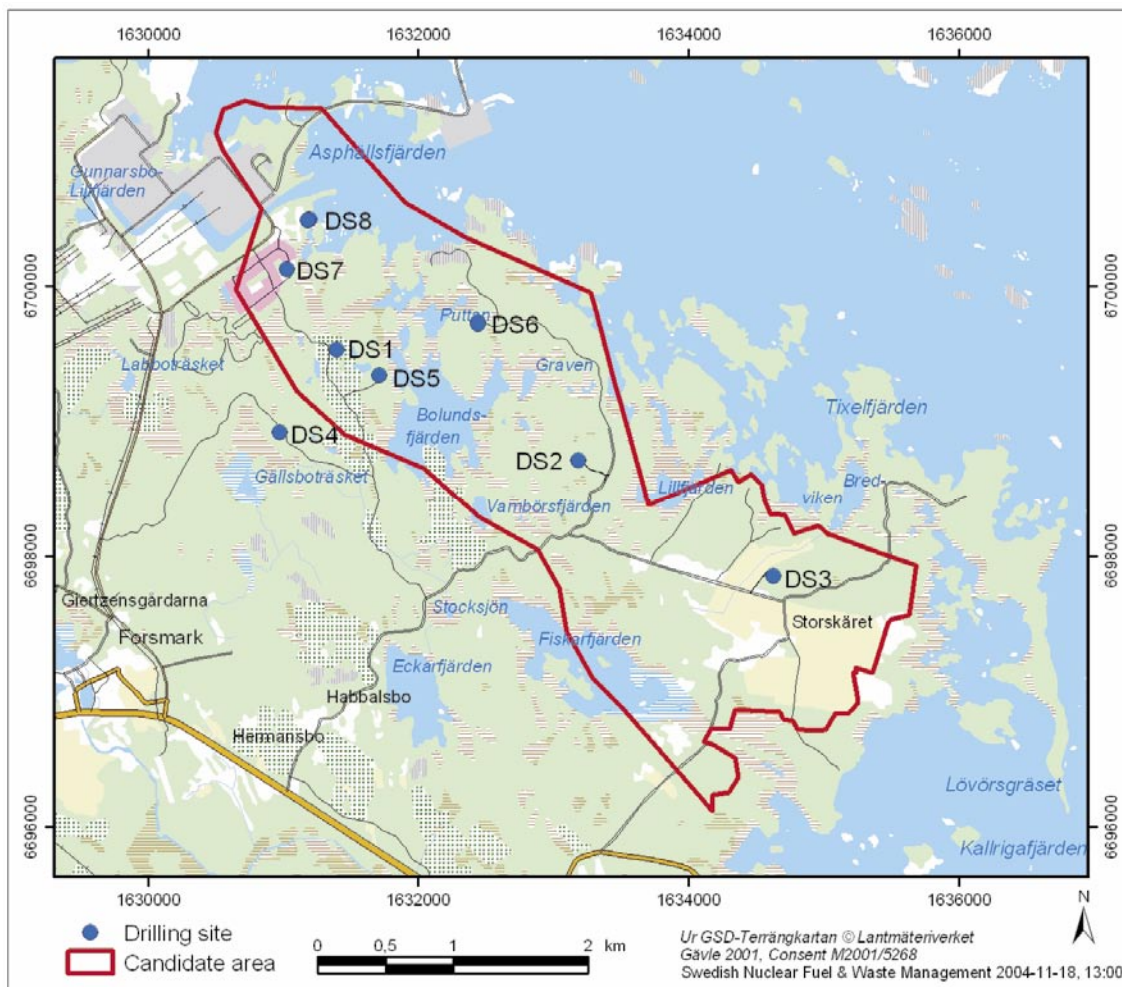 1630000
1632000
1634000
1636000
Asphällsfjärden
Gunnarsbo-
Lillfjärden
DS8
6700000
DS7
6700000
Puttan
DS6
DS1
Labboträsket
Graven
DS5
Bolunds-
fjärden
Tixelfjärden
DS4
DS2
Gällsboträsket
Lillfjärden
Bred-
viken
Vambörsfjärden
6698000
6698000
DS3
Giertzensgårdarna
Stocksjön
Storskäret
Forsmark
Fiskarfjärden
Eckarfjärden
Habbalsbo
Hermansbo
Lövörsgräset
6696000
6696000
Kallrigafjärden
1630000
1632000
1634000
1636000
N
Drilling site
Candidate area
0 0,5 1 2 km
Ur GSD-Terrängkartan © Lantmäteriverket
Gävle 2001, Consent M2001/5268
Swedish Nuclear Fuel & Waste Management 2004-11-18, 13:00